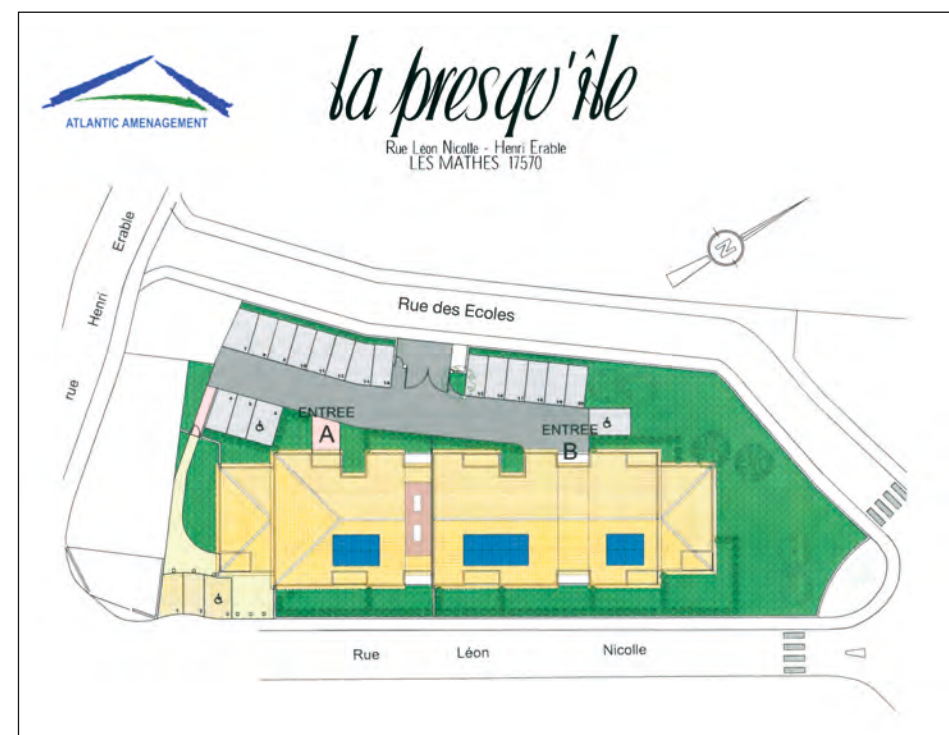 la presqu'île
ATLANTIC AMENAGEMENT
Rue Léon Nicolle - Henri Erable
LES MATHES 17570
rue Henri Erable
N
Rue des Ecoles
ENTREE
A
ENTREE
B
Rue Léon Nicolle